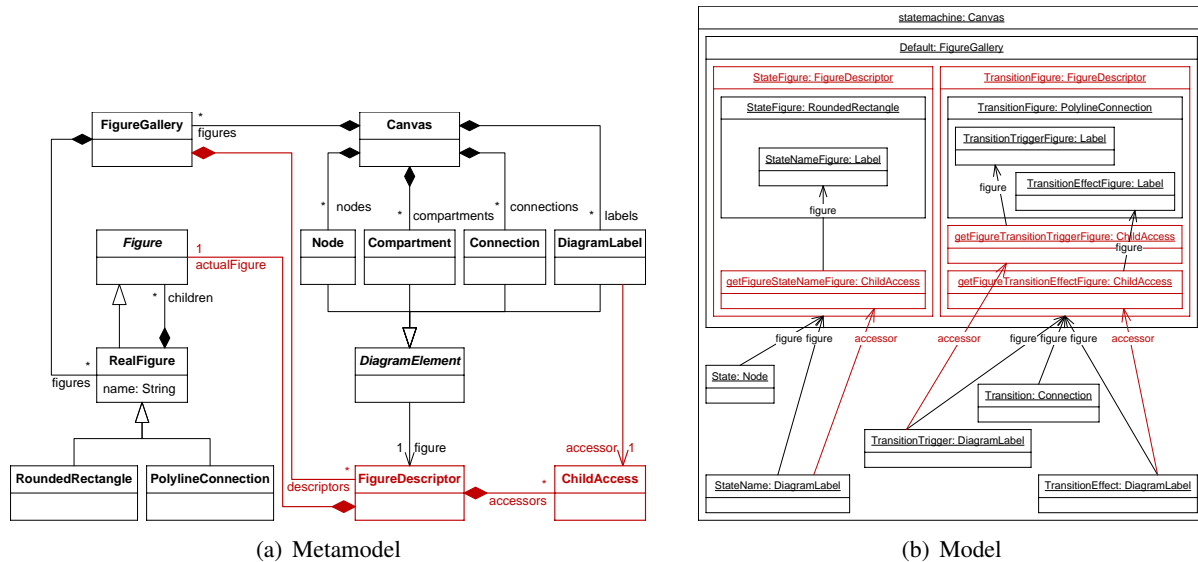 FigureGallery
*
figures
Canvas
*
nodes
*
compartments
*
connections
*
labels
Node
Compartment
Connection
DiagramLabel
Figure
1
actualFigure
*
children
RealFigure
name: String
*
figures
DiagramElement
1
figure
accessor
1
RoundedRectangle
PolylineConnection
*
descriptors
FigureDescriptor
*
accessors
ChildAccess
(a) Metamodel
statemachine: Canvas
Default: FigureGallery
StateFigure: FigureDescriptor
TransitionFigure: FigureDescriptor
StateFigure: RoundedRectangle
TransitionFigure: PolylineConnection
TransitionTriggerFigure: Label
StateNameFigure: Label
figure
TransitionEffectFigure: Label
figure
getFigureTransitionTriggerFigure: ChildAccess
figure
getFigureStateNameFigure: ChildAccess
getFigureTransitionEffectFigure: ChildAccess
figure
figure
accessor
accessor
figure
figure
figure
accessor
State: Node
Transition: Connection
TransitionTrigger: DiagramLabel
StateName: DiagramLabel
TransitionEffect: DiagramLabel
(b) Model